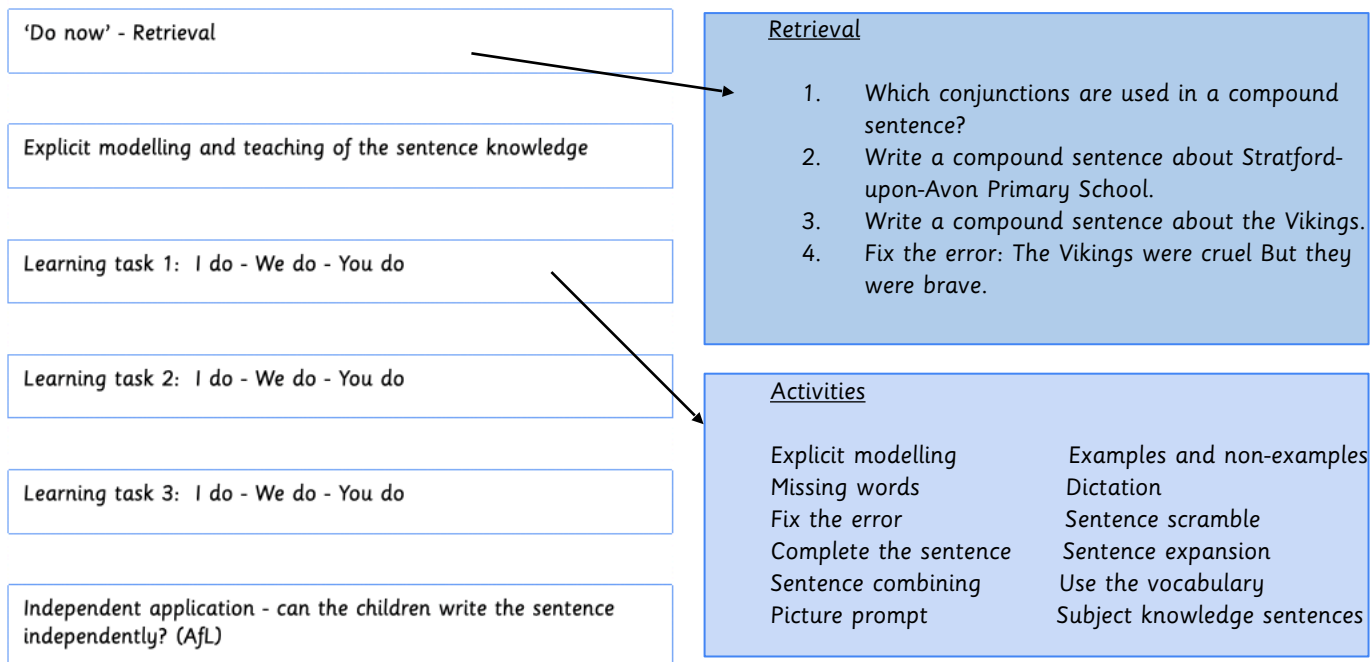 ‘Do now’ - Retrieval
Explicit modelling and teaching of the sentence knowledge
Learning task 1:  I do - We do - You do
Learning task 2:  I do - We do - You do
Learning task 3:  I do - We do - You do
Independent application - can the children write the sentence
independently? (AfL)
Retrieval
1. Which conjunctions are used in a compound
sentence?
2. Write a compound sentence about Stratford-
upon-Avon Primary School.
3. Write a compound sentence about the Vikings.
4. Fix the error: The Vikings were cruel But they
were brave.
Activities
Explicit modelling Examples and non-examples
Missing words Dictation
Fix the error Sentence scramble
Complete the sentence Sentence expansion
Sentence combining Use the vocabulary
Picture prompt Subject knowledge sentences